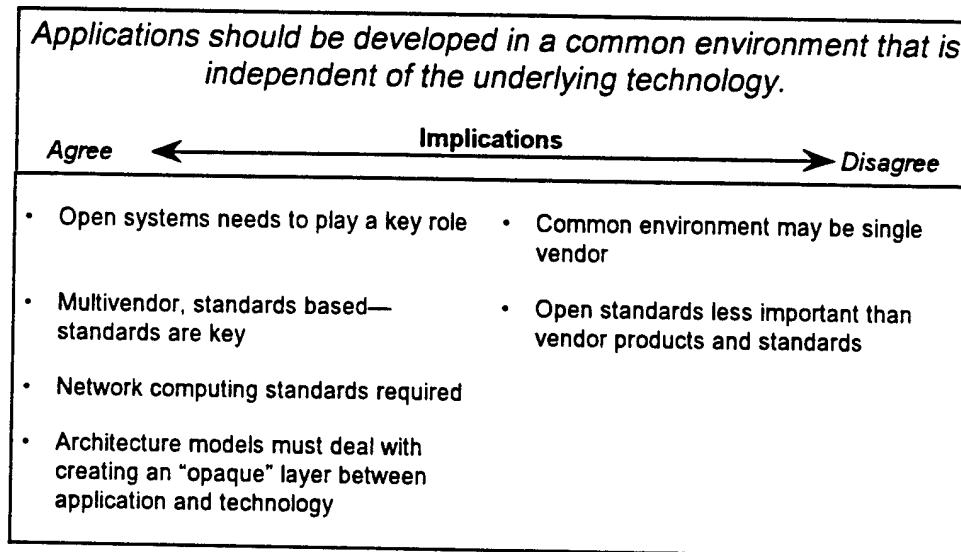 Applications should be developed in a common environment that is
independent of the underlying technology.
Implications
Agree
Disagree
• Open systems needs to play a key role
• Multivendor, standards based—
standards are key
• Network computing standards required
• Architecture models must deal with
creating an "opaque" layer between
application and technology
• Common environment may be single
vendor
• Open standards less important than
vendor products and standards